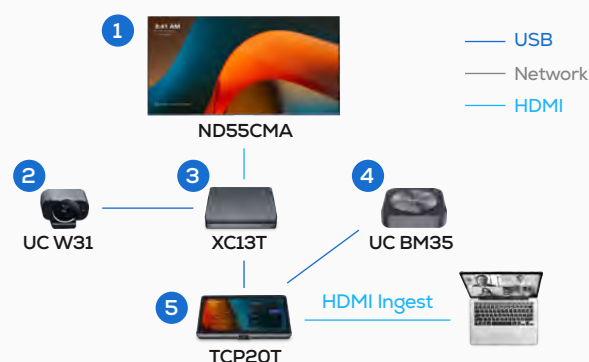 1
8:41 AM
USB
Network
HDMI
ND55CMA
2
3
4
UC W31
XC13T
UC BM35
5
HDMI Ingest
TCP20T